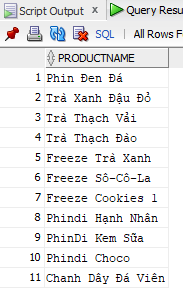 Script Output × Query Result
SQL | All Rows F
PRODUCTNAME
1 Phin Đen Đá
2 Trà Xanh Đậu Đỏ
3 Trà Thạch Vải
4 Trà Thạch Đào
5 Freeze Trà Xanh
6 Freeze Sô-Cô-La
7 Freeze Cookies 1
8 Phindi Hạnh Nhân
9 PhinDi Kem Sữa
10 Phindi Choco
11 Chanh Dây Đá Viên